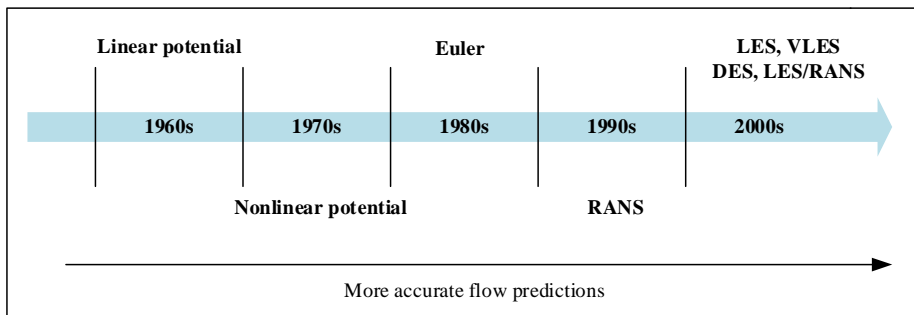 Linear potential
Euler
LES, VLES
DES, LES/RANS
1960s
1970s
1980s
1990s
2000s
Nonlinear potential
RANS
More accurate flow predictions